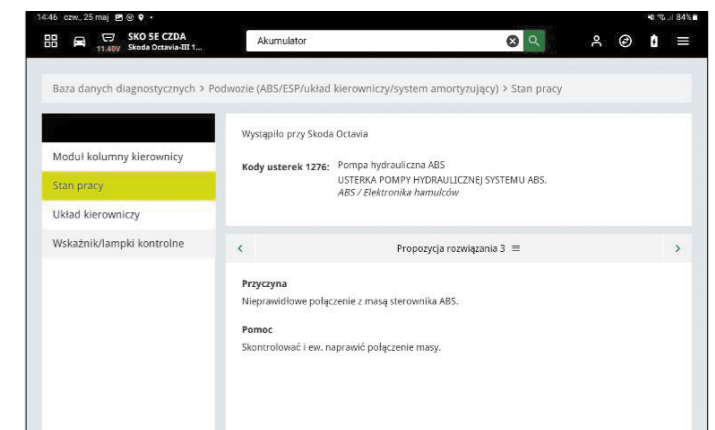 14:46 czw., 25 maj
84%
SKO 5E CZDA
11.40V Skoda Octavia-III 1...
Akumulator
Baza danych diagnostycznych > Podwozie (ABS/ESP/układ kierowniczy/system amortyzujący) > Stan pracy
Moduł kolumny kierownicy
Stan pracy
Układ kierowniczy
Wskaźnik/lampki kontrolne
Wystąpiło przy Skoda Octavia
Kody usterek 1276: Pompa hydrauliczna ABS
USTERKA POMPY HYDRAULICZNEJ SYSTEMU ABS.
ABS / Elektronika hamulców
Propozycja rozwiązania 3
Przyczyna
Nieprawidłowe połączenie z masą sterownika ABS.
Pomoc
Skontrolować i ew. naprawić połączenie masy.